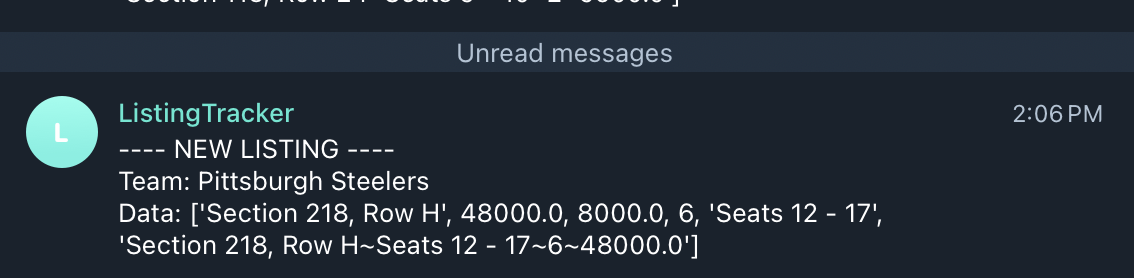 Unread messages
L
ListingTracker
2:06 PM
---- NEW LISTING ----
Team: Pittsburgh Steelers
Data: ['Section 218, Row H', 48000.0, 8000.0, 6, 'Seats 12 - 17',
'Section 218, Row H~Seats 12 - 17~6~48000.0']